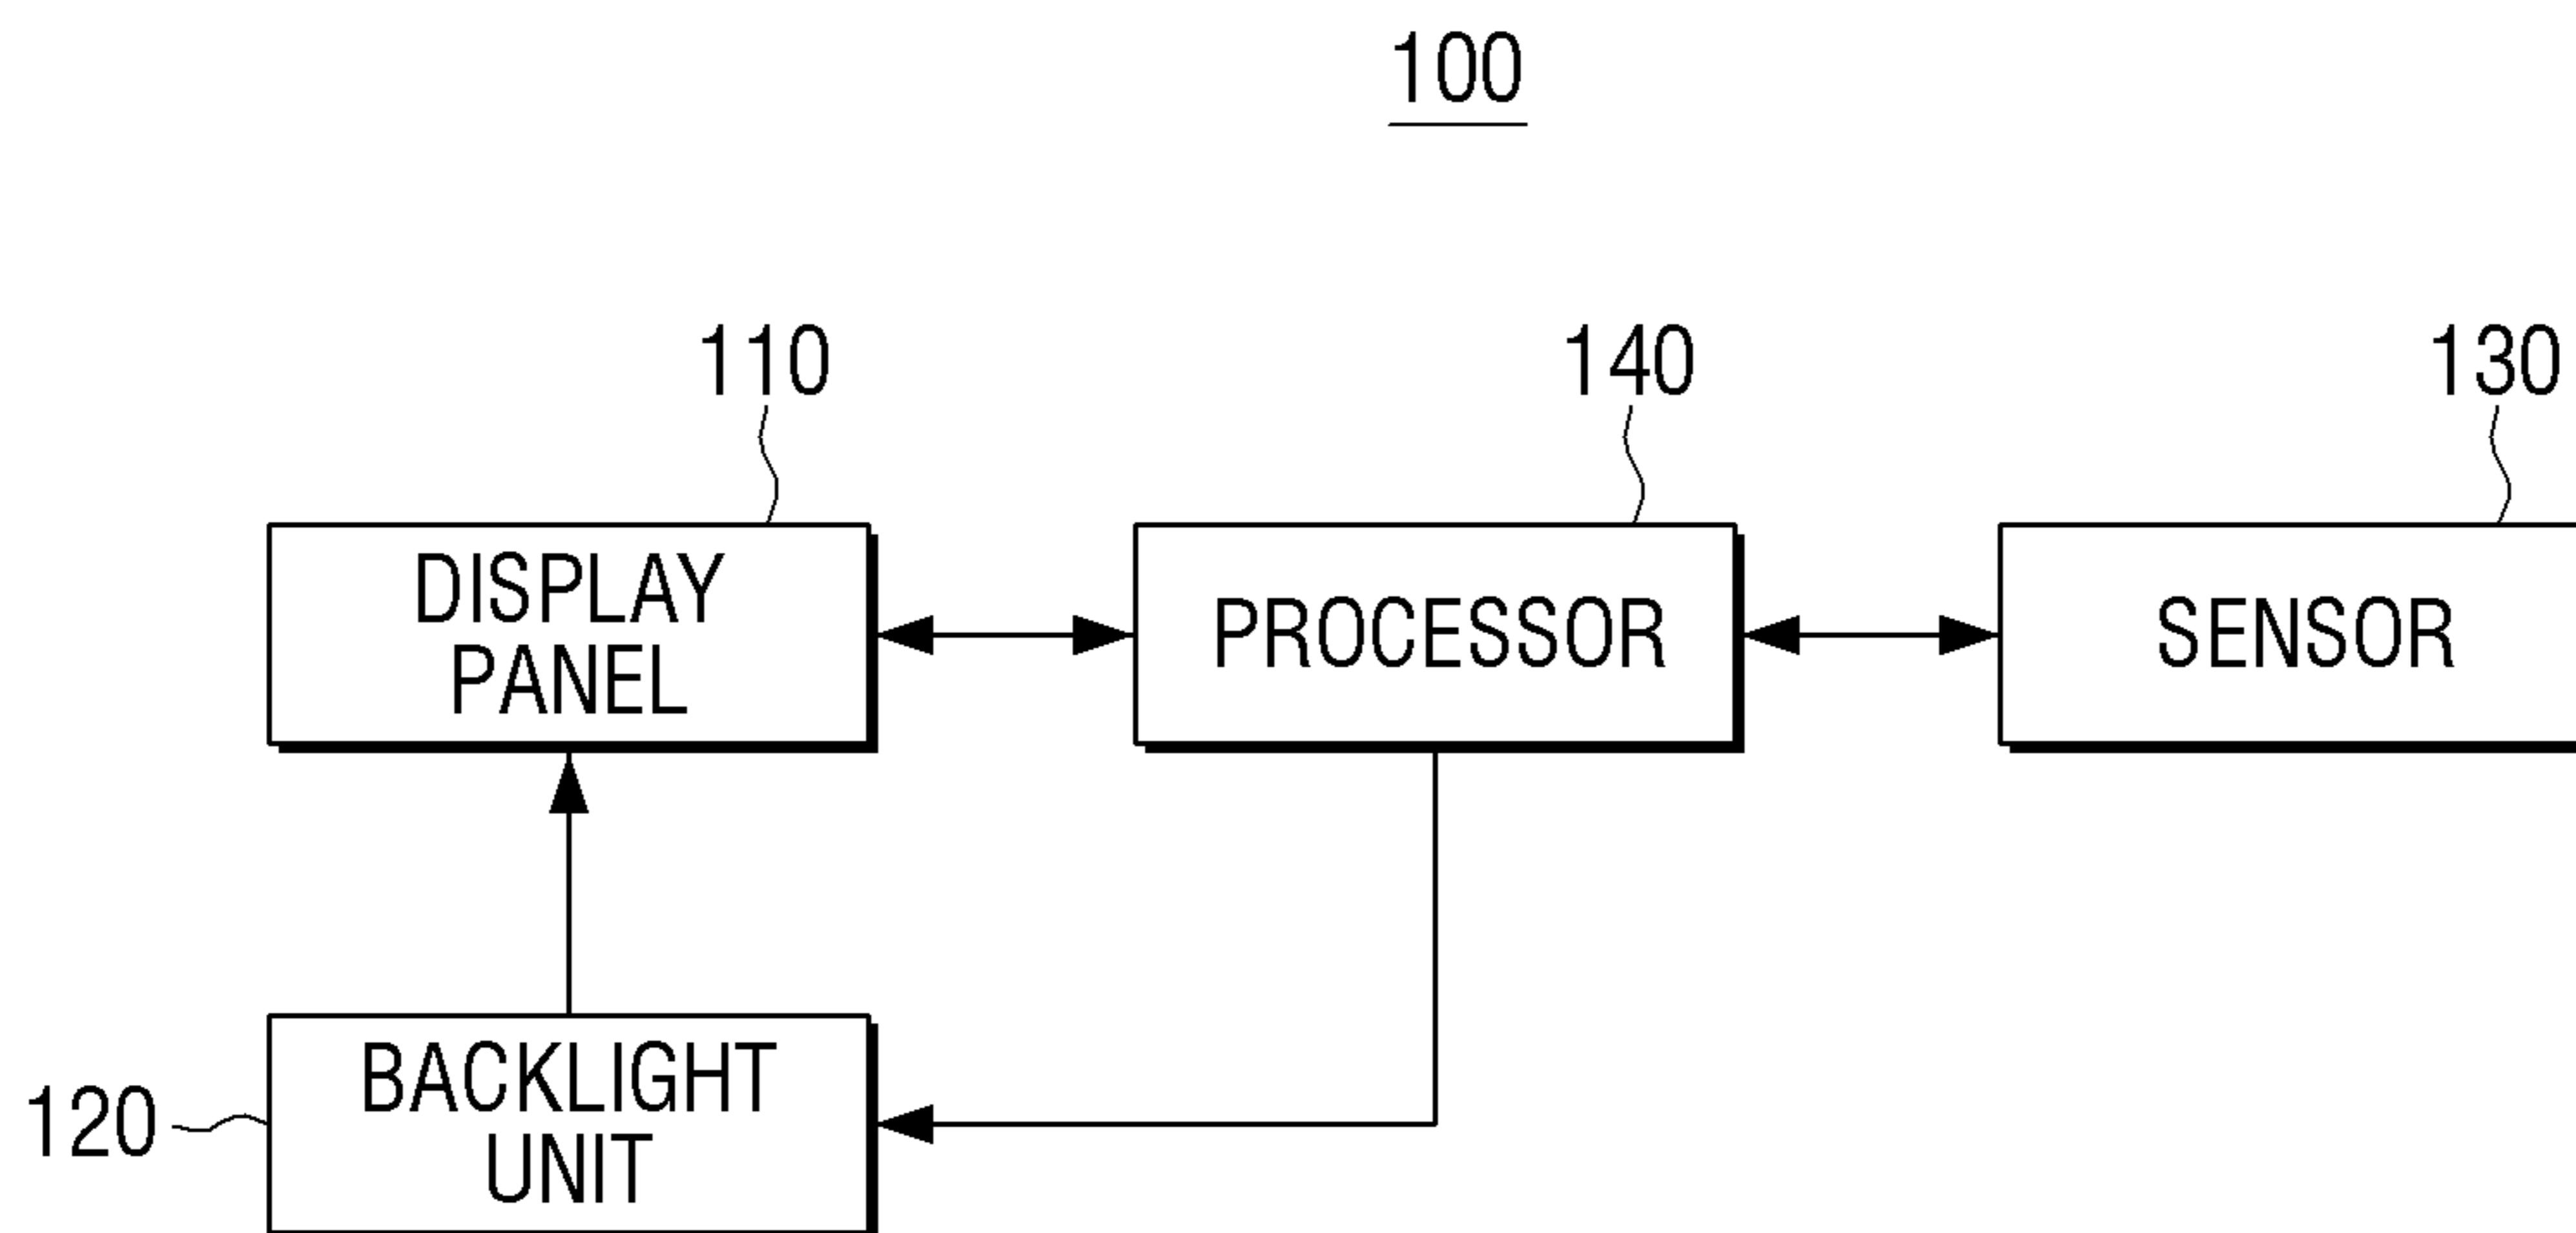 100
110
140
130
DISPLAY
PANEL
PROCESSOR
SENSOR
120
BACKLIGHT
UNIT